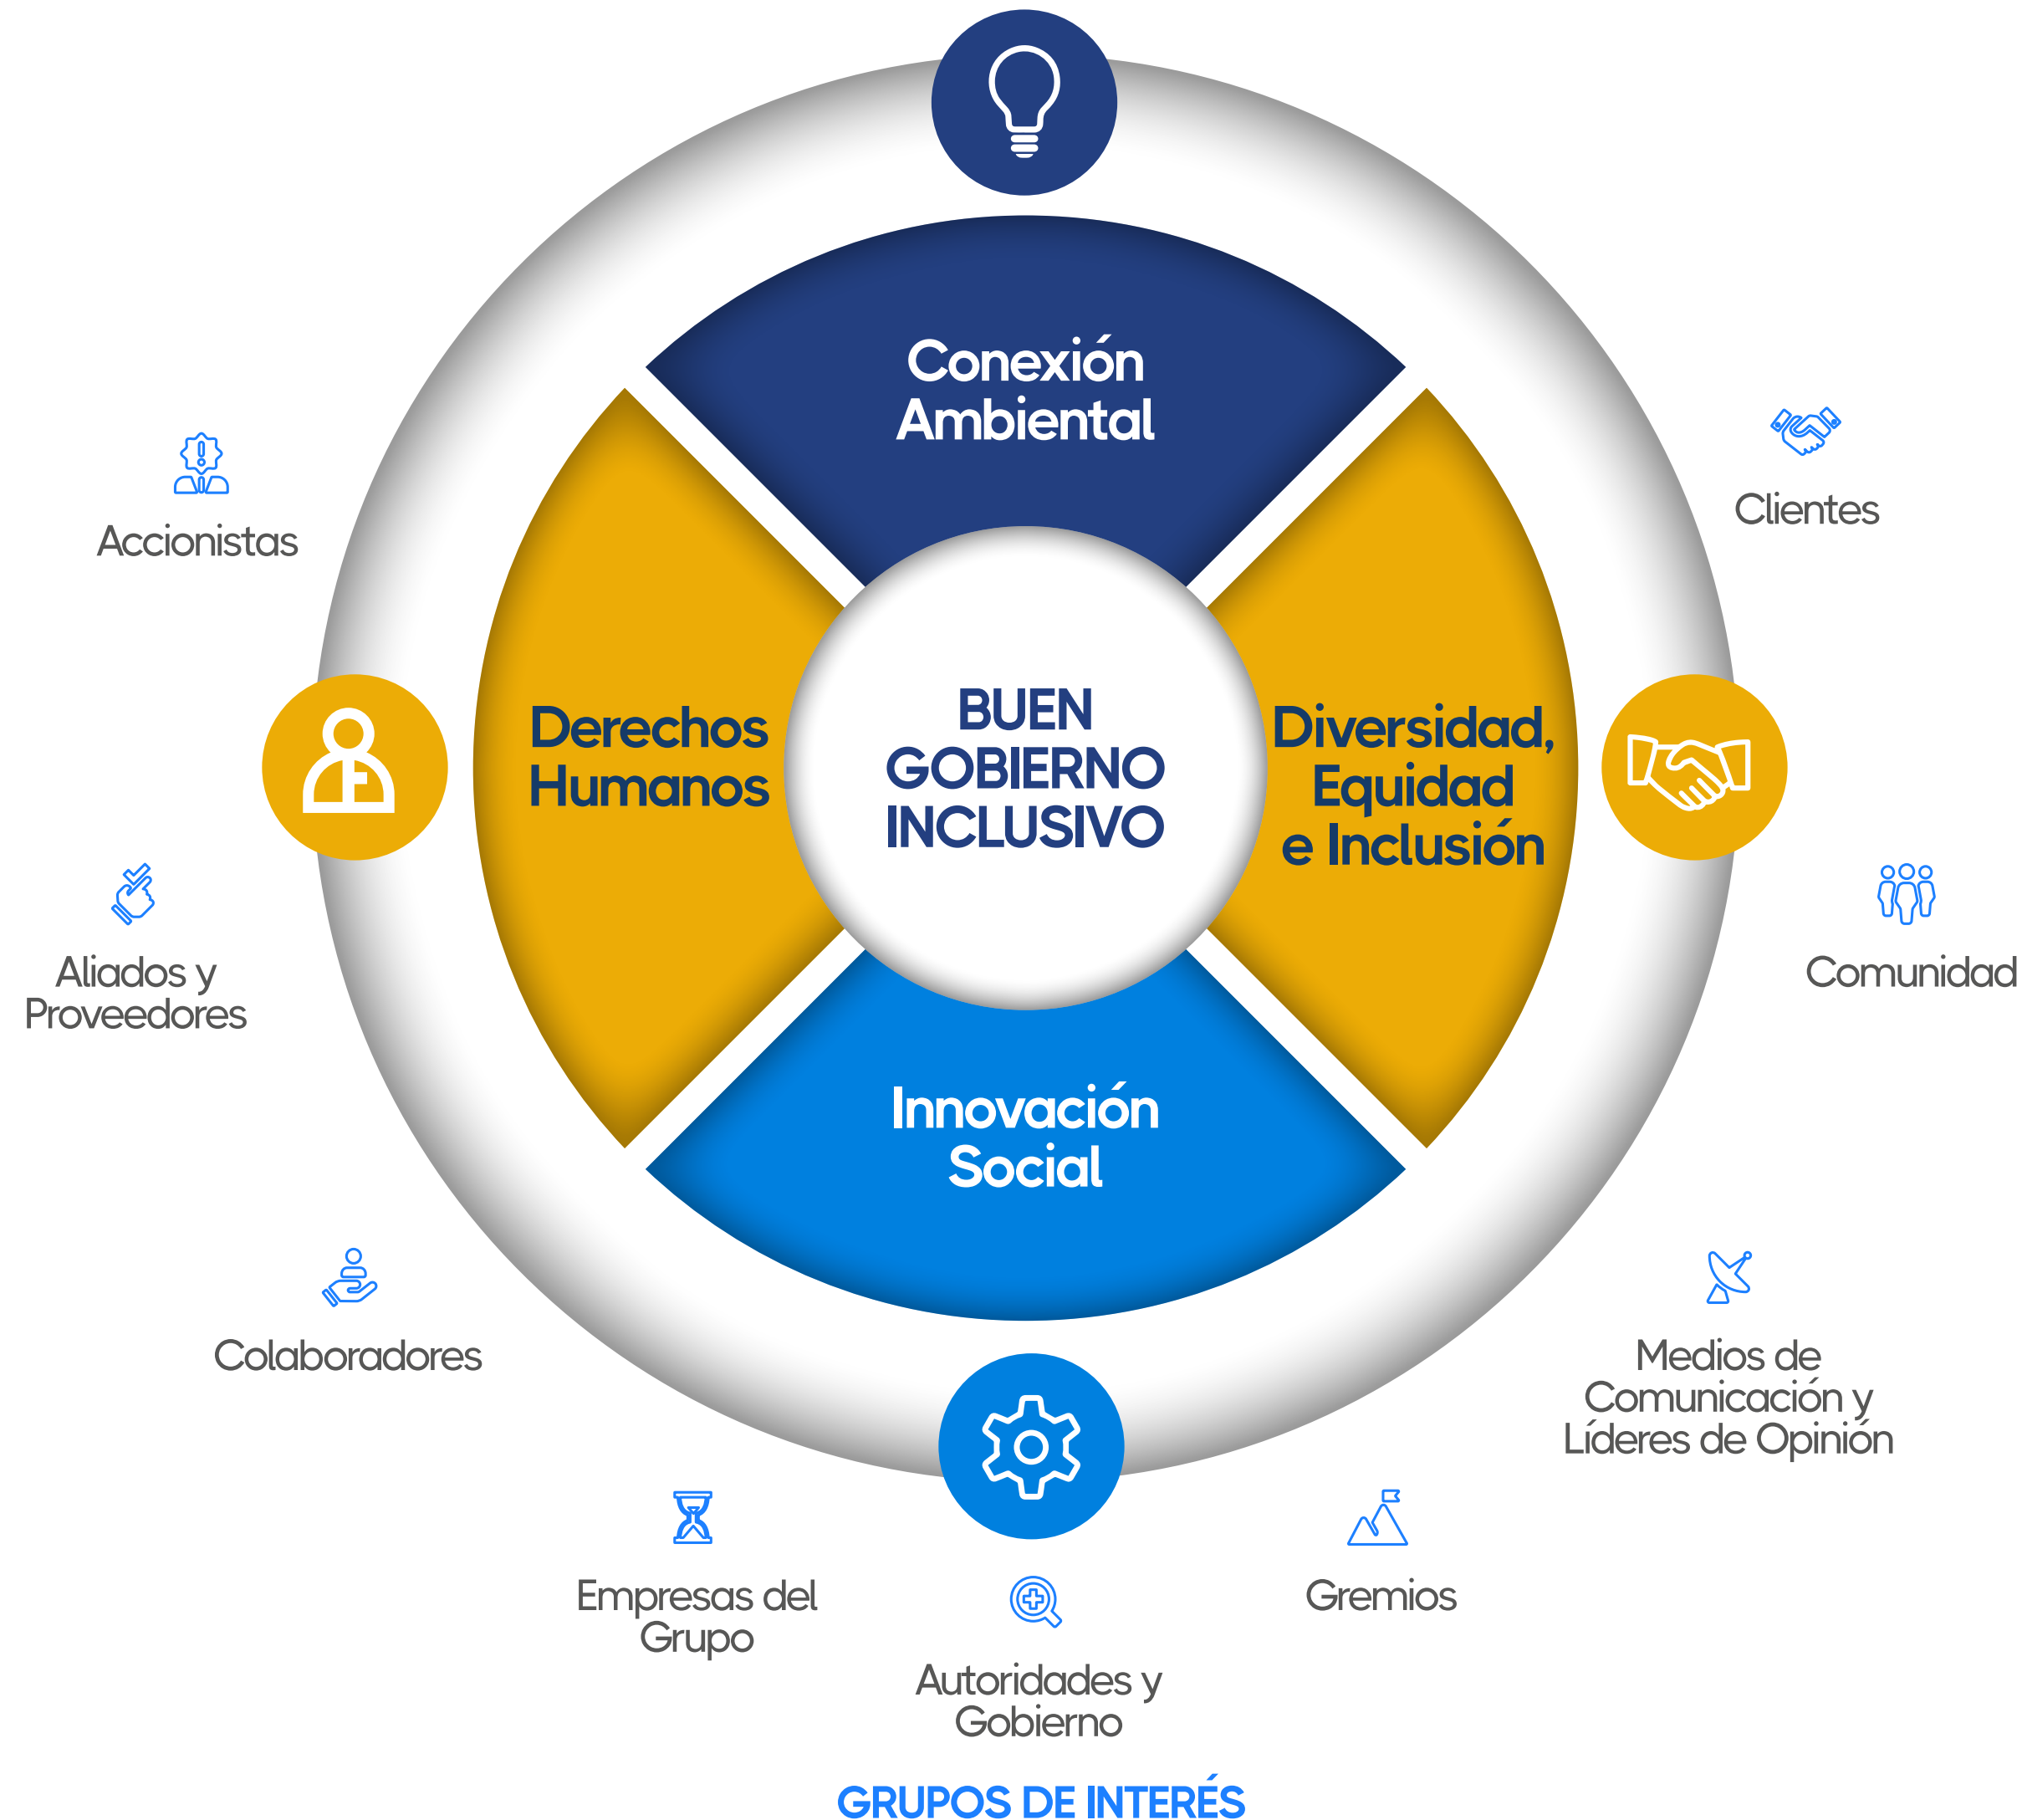 Conexión
Ambiental
Derechos
Humanos
BUEN
GOBIERNO
INCLUSIVO
Diversidad,
Equidad
e Inclusión
Innovación
Social
Accionistas
Clientes
Aliados y
Proveedores
Comunidad
Colaboradores
Medios de
Comunicación y
Líderes de Opinión
Empresas del
Grupo
Autoridades y
Gobierno
Gremios
GRUPOS DE INTERÉS